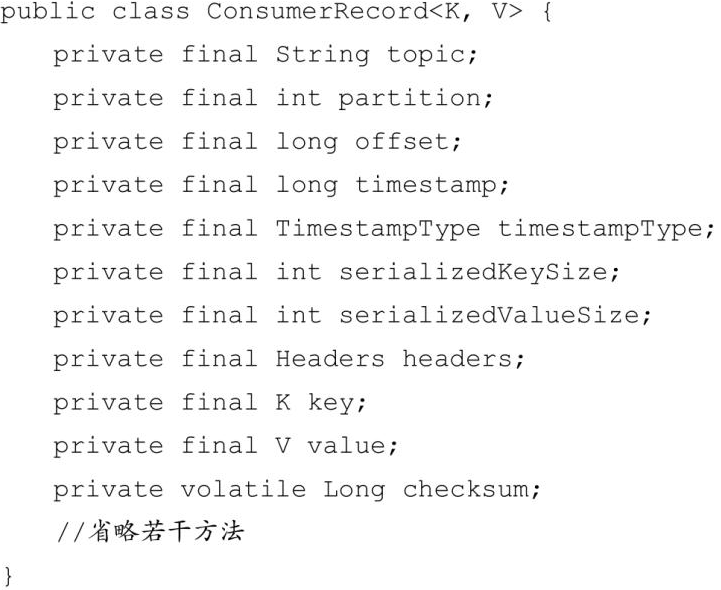 public class ConsumerRecord<K, V> {
    private final String topic;
    private final int partition;
    private final long offset;
    private final long timestamp;
    private final TimestampType timestampType;
    private final int serializedKeySize;
    private final int serializedValueSize;
    private final Headers headers;
    private final K key;
    private final V value;
    private volatile Long checksum;
    //省略若干方法
}